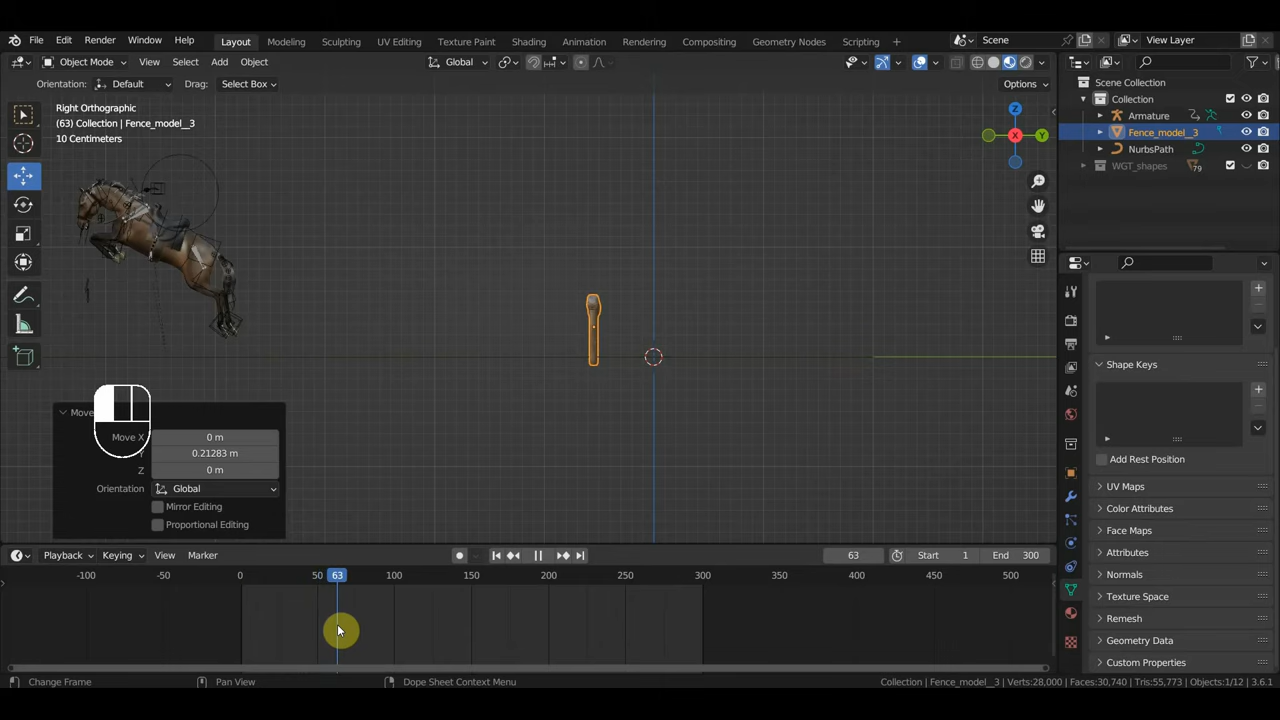 File Edit Render Window Help Layout Modeling Sculpting UV Editing Texture Paint Shading Animation Rendering Compositing Geometry Nodes Scripting + Scene View Layer
Object Mode View Select Add Object Global Options
Orientation: Default Drag: Select Box
Right Orthographic
(63) Collection | Fence_model__3
10 Centimeters
Z
Y
X
Scene Collection
Collection
Armature
Fence_model__3
NurbsPath
WGT_shapes 79
Shape Keys
Add Rest Position
UV Maps
Color Attributes
Face Maps
Attributes
Normals
Texture Space
Remesh
Geometry Data
Custom Properties
Move
Move X 0 m
Y 0.21283 m
Z 0 m
Orientation Global
Mirror Editing
Proportional Editing
Playback Keying View Marker 63 Start 1 End 300
-100 -50 0 50 63 100 150 200 250 300 350 400 450 500
Change Frame Pan View Dope Sheet Context Menu Collection | Fence_model__3 | Verts:28,000 | Faces:30,740 | Tris:55,773 | Objects:1/12 | 3.6.1